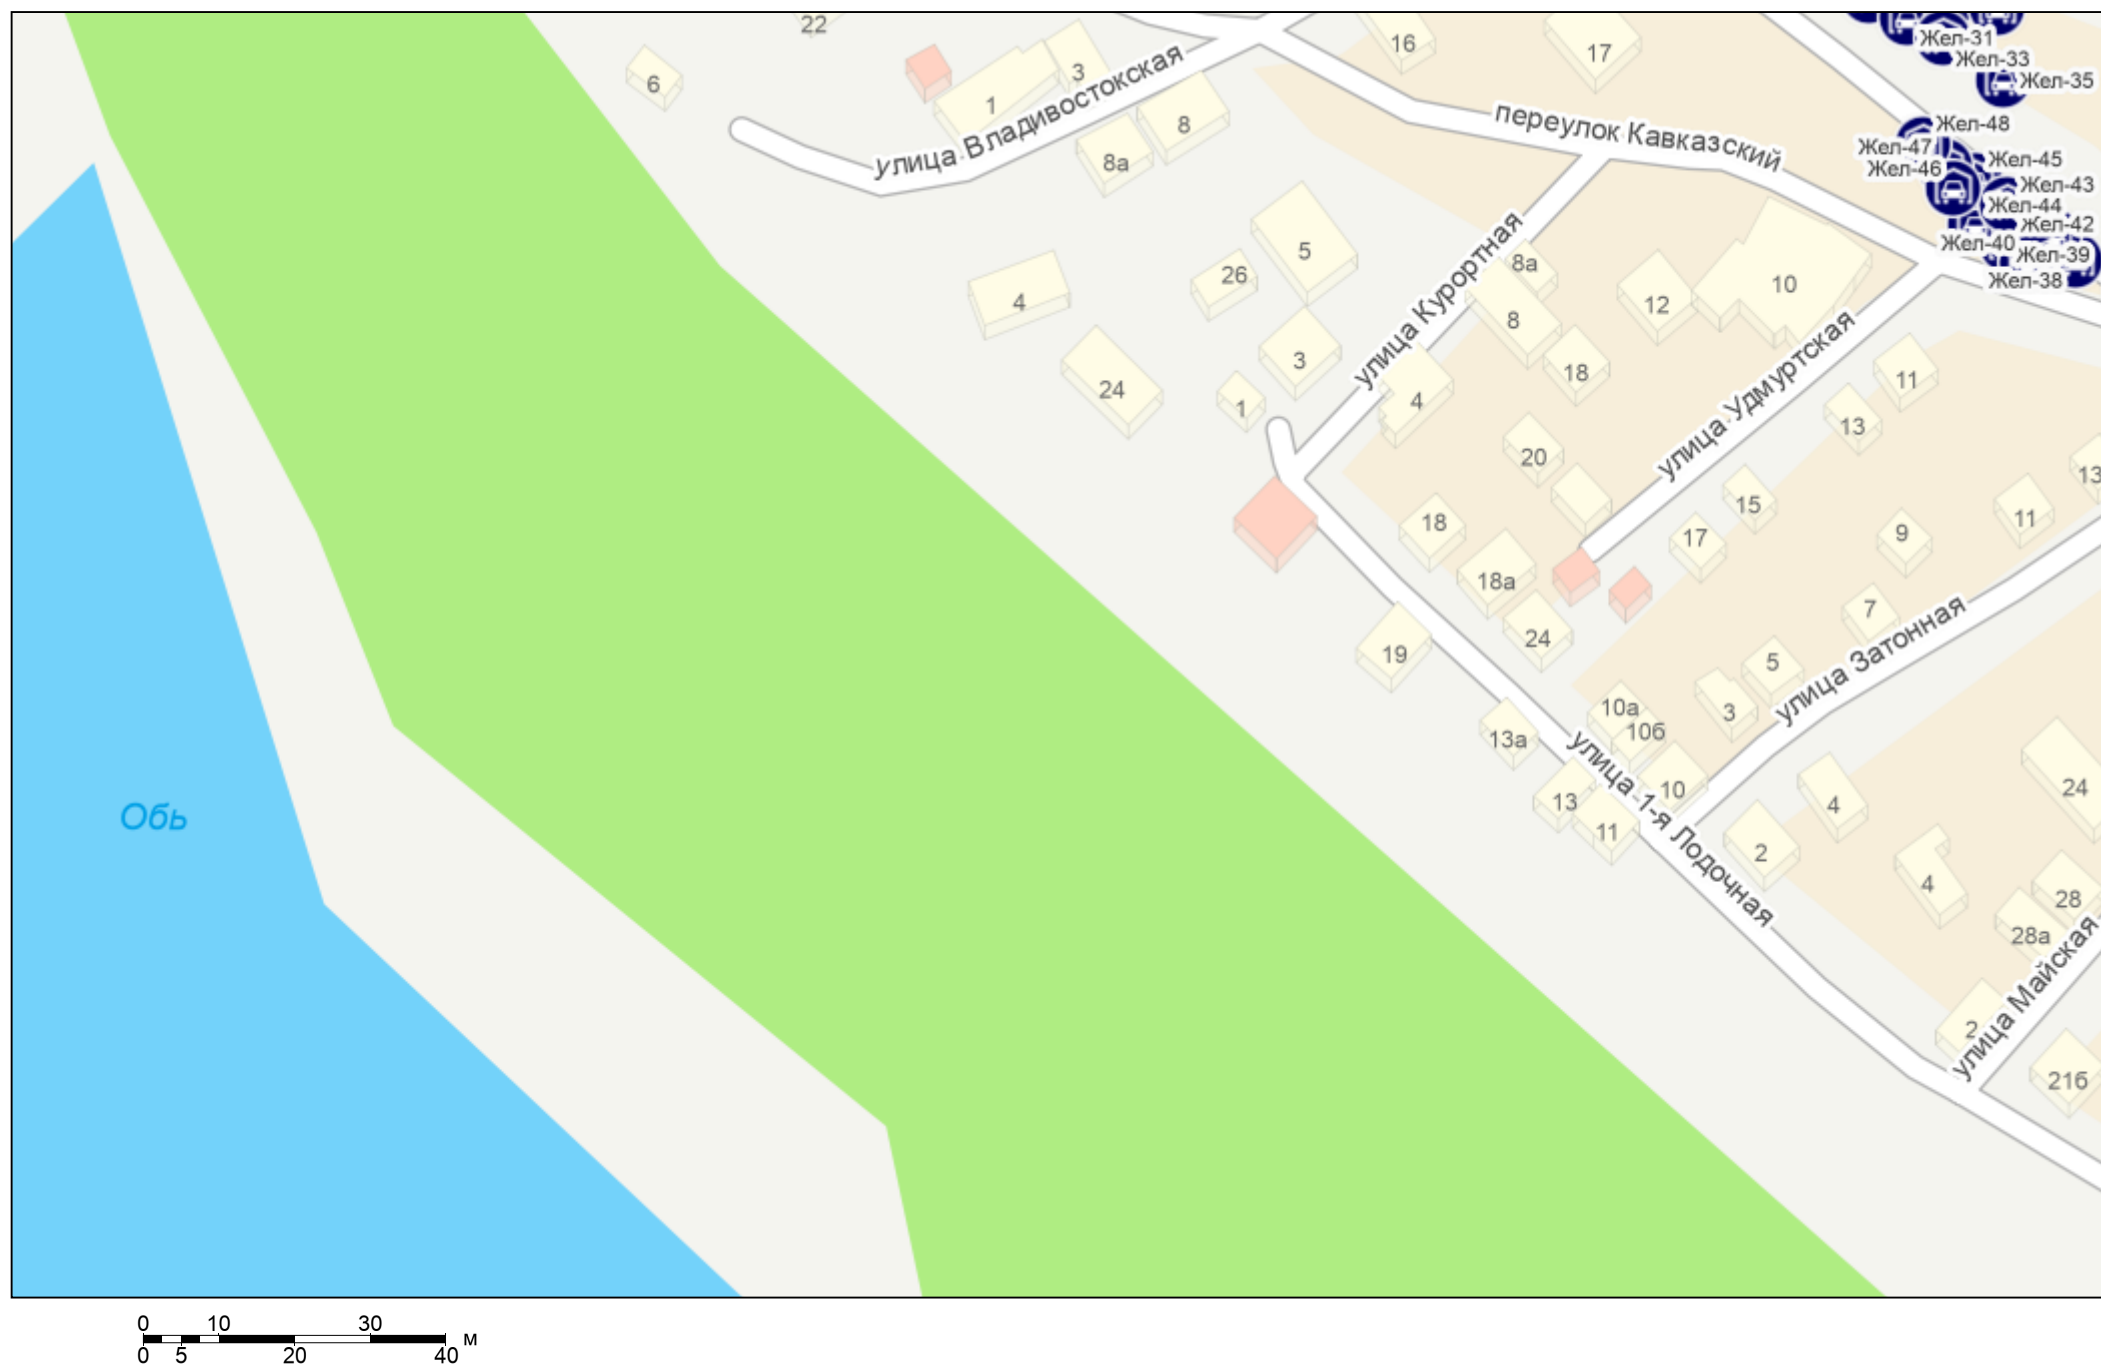 22
16
17
Жел-31
Жел-33
Жел-35
6
3
1
улица Владивостокская
8
8а
переулок Кавказский
Жел-48
Жел-47
Жел-46
Жел-45
Жел-43
Жел-44
Жел-42
Жел-40
Жел-39
Жел-38
5
26
4
24
3
1
улица Курортная
8а
8
12
10
18
4
улица Удмуртская
11
13
20
15
13
11
18
17
9
18а
24
7
19
улица Затонная
5
3
10а
10б
13а
улица 1-я Лодочная
10
13
11
4
24
2
4
28
28а
улица Майская
2
21б
Обь
0 10 30
0 5 20 40 м